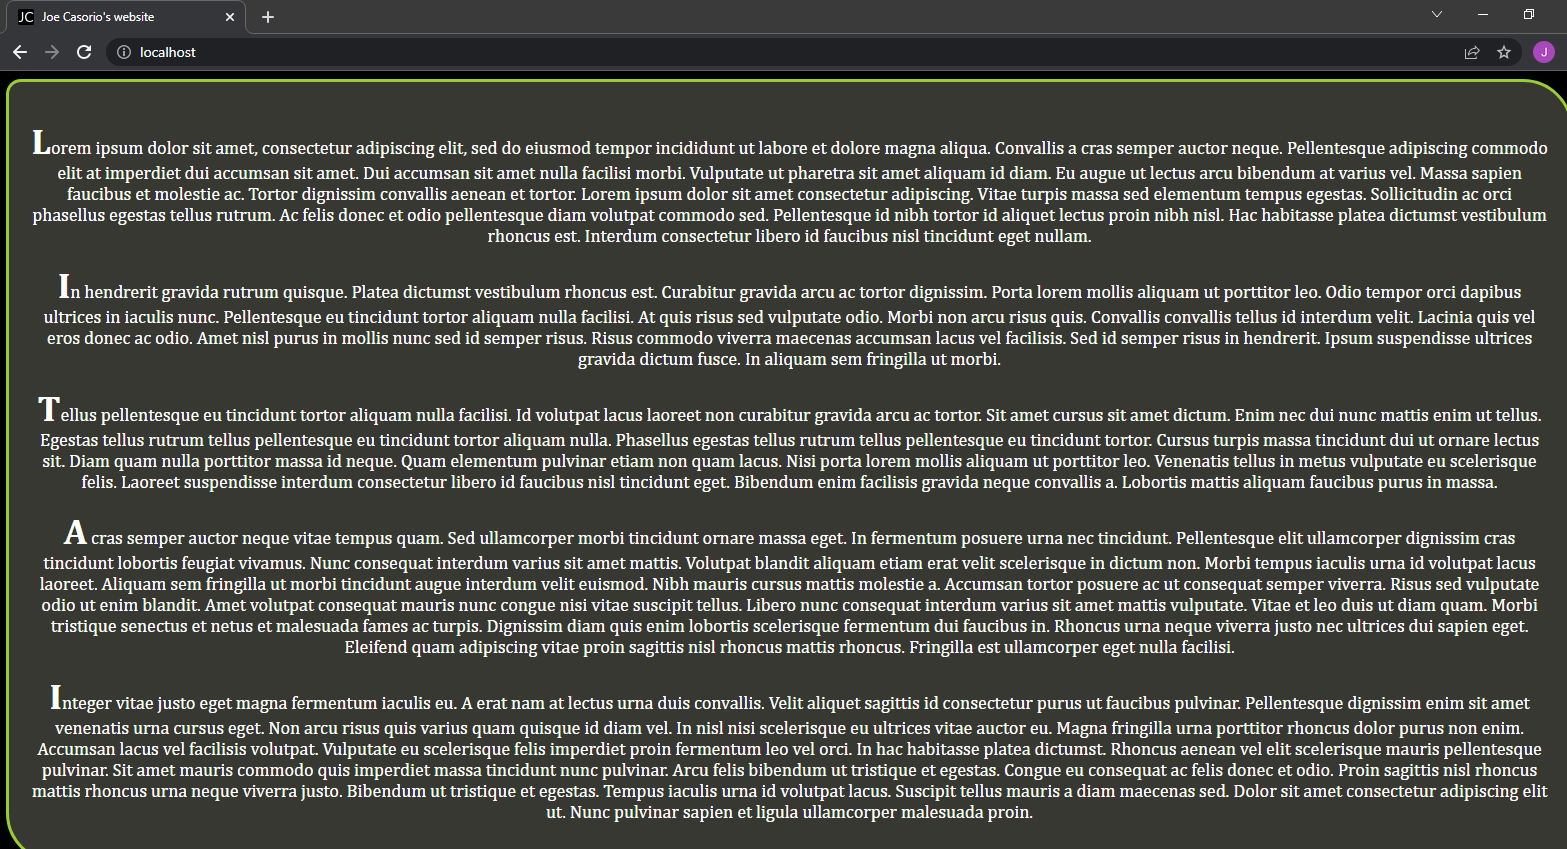 JC Joe Casorio's website
localhost
J
Lorem ipsum dolor sit amet, consectetur adipiscing elit, sed do eiusmod tempor incididunt ut labore et dolore magna aliqua. Convallis a cras semper auctor neque. Pellentesque adipiscing commodo
elit at imperdiet dui accumsan sit amet. Dui accumsan sit amet nulla facilisi morbi. Vulputate ut pharetra sit amet aliquam id diam. Eu augue ut lectus arcu bibendum at varius vel. Massa sapien
faucibus et molestie ac. Tortor dignissim convallis aenean et tortor. Lorem ipsum dolor sit amet consectetur adipiscing. Vitae turpis massa sed elementum tempus egestas. Sollicitudin ac orci
phasellus egestas tellus rutrum. Ac felis donec et odio pellentesque diam volutpat commodo sed. Pellentesque id nibh tortor id aliquet lectus proin nibh nisl. Hac habitasse platea dictumst vestibulum
rhoncus est. Interdum consectetur libero id faucibus nisl tincidunt eget nullam.
In hendrerit gravida rutrum quisque. Platea dictumst vestibulum rhoncus est. Curabitur gravida arcu ac tortor dignissim. Porta lorem mollis aliquam ut porttitor leo. Odio tempor orci dapibus
ultrices in iaculis nunc. Pellentesque eu tincidunt tortor aliquam nulla facilisi. At quis risus sed vulputate odio. Morbi non arcu risus quis. Convallis convallis tellus id interdum velit. Lacinia quis vel
eros donec ac odio. Amet nisl purus in mollis nunc sed id semper risus. Risus commodo viverra maecenas accumsan lacus vel facilisis. Sed id semper risus in hendrerit. Ipsum suspendisse ultrices
gravida dictum fusce. In aliquam sem fringilla ut morbi.
Tellus pellentesque eu tincidunt tortor aliquam nulla facilisi. Id volutpat lacus laoreet non curabitur gravida arcu ac tortor. Sit amet cursus sit amet dictum. Enim nec dui nunc mattis enim ut tellus.
Egestas tellus rutrum tellus pellentesque eu tincidunt tortor aliquam nulla. Phasellus egestas tellus rutrum tellus pellentesque eu tincidunt tortor. Cursus turpis massa tincidunt dui ut ornare lectus
sit. Diam quam nulla porttitor massa id neque. Quam elementum pulvinar etiam non quam lacus. Nisi porta lorem mollis aliquam ut porttitor leo. Venenatis tellus in metus vulputate eu scelerisque
felis. Laoreet suspendisse interdum consectetur libero id faucibus nisl tincidunt eget. Bibendum enim facilisis gravida neque convallis a. Lobortis mattis aliquam faucibus purus in massa.
A cras semper auctor neque vitae tempus quam. Sed ullamcorper morbi tincidunt ornare massa eget. In fermentum posuere urna nec tincidunt. Pellentesque elit ullamcorper dignissim cras
tincidunt lobortis feugiat vivamus. Nunc consequat interdum varius sit amet mattis. Volutpat blandit aliquam etiam erat velit scelerisque in dictum non. Morbi tempus iaculis urna id volutpat lacus
laoreet. Aliquam sem fringilla ut morbi tincidunt augue interdum velit euismod. Nibh mauris cursus mattis molestie a. Accumsan tortor posuere ac ut consequat semper viverra. Risus sed vulputate
odio ut enim blandit. Amet volutpat consequat mauris nunc congue nisi vitae suscipit tellus. Libero nunc consequat interdum varius sit amet mattis vulputate. Vitae et leo duis ut diam quam. Morbi
tristique senectus et netus et malesuada fames ac turpis. Dignissim diam quis enim lobortis scelerisque fermentum dui faucibus in. Rhoncus urna neque viverra justo nec ultrices dui sapien eget.
Eleifend quam adipiscing vitae proin sagittis nisl rhoncus mattis rhoncus. Fringilla est ullamcorper eget nulla facilisi.
Integer vitae justo eget magna fermentum iaculis eu. A erat nam at lectus urna duis convallis. Velit aliquet sagittis id consectetur purus ut faucibus pulvinar. Pellentesque dignissim enim sit amet
venenatis urna cursus eget. Non arcu risus quis varius quam quisque id diam vel. In nisl nisi scelerisque eu ultrices vitae auctor eu. Magna fringilla urna porttitor rhoncus dolor purus non enim.
Accumsan lacus vel facilisis volutpat. Vulputate eu scelerisque felis imperdiet proin fermentum leo vel orci. In hac habitasse platea dictumst. Rhoncus aenean vel elit scelerisque mauris pellentesque
pulvinar. Sit amet mauris commodo quis imperdiet massa tincidunt nunc pulvinar. Arcu felis bibendum ut tristique et egestas. Congue eu consequat ac felis donec et odio. Proin sagittis nisl rhoncus
mattis rhoncus urna neque viverra justo. Bibendum ut tristique et egestas. Tempus iaculis urna id volutpat lacus. Suscipit tellus mauris a diam maecenas sed. Dolor sit amet consectetur adipiscing elit
ut. Nunc pulvinar sapien et ligula ullamcorper malesuada proin.